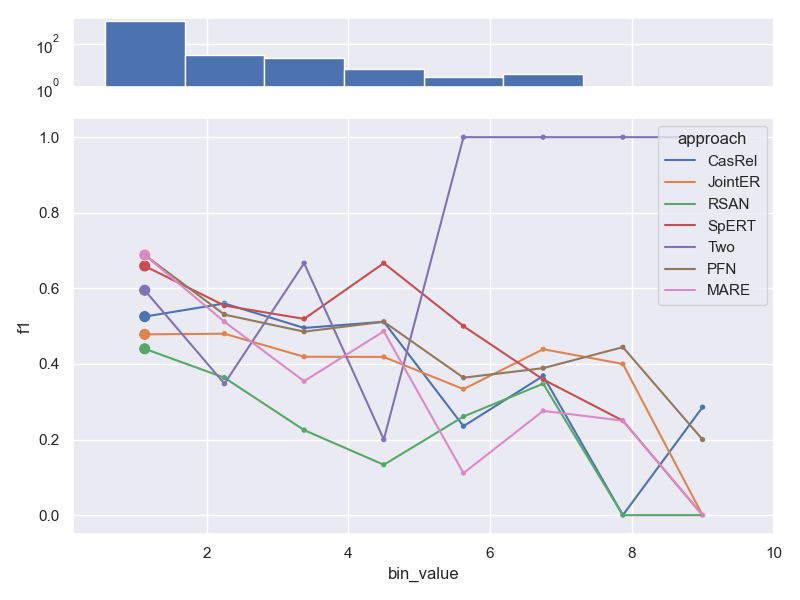 10²
10⁰
1.0
0.8
0.6
0.4
0.2
0.0
f1
approach
CasRel
JointER
RSAN
SpERT
Two
PFN
MARE
2 4 6 8 10
bin_value